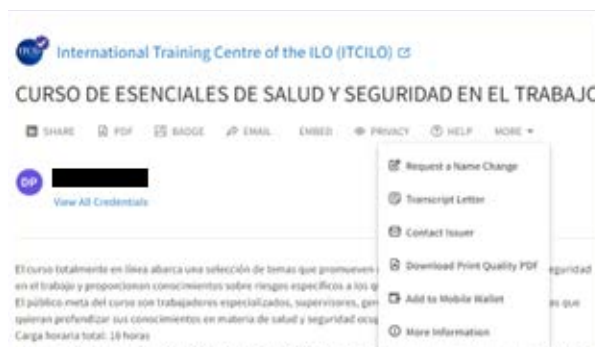 International Training Centre of the ILO (ITCILO)
CURSO DE ESENCIALES DE SALUD Y SEGURIDAD EN EL TRABAJO
SHARE PDF BADGE EMAIL EMBED PRIVACY HELP MORE
Request a Name Change
Transcript Letter
Contact Issuer
Download Print Quality PDF
Add to Mobile Wallet
More Information
DP
View All Credentials
El curso totalmente en línea abarca una selección de temas que promueven
en el trabajo y proporcionan conocimientos sobre riesgos específicos a los
El público meta del curso son trabajadores especializados, supervisores, que
quieran profundizar sus conocimientos en materia de salud y seguridad
Carga horaria total: 18 horas